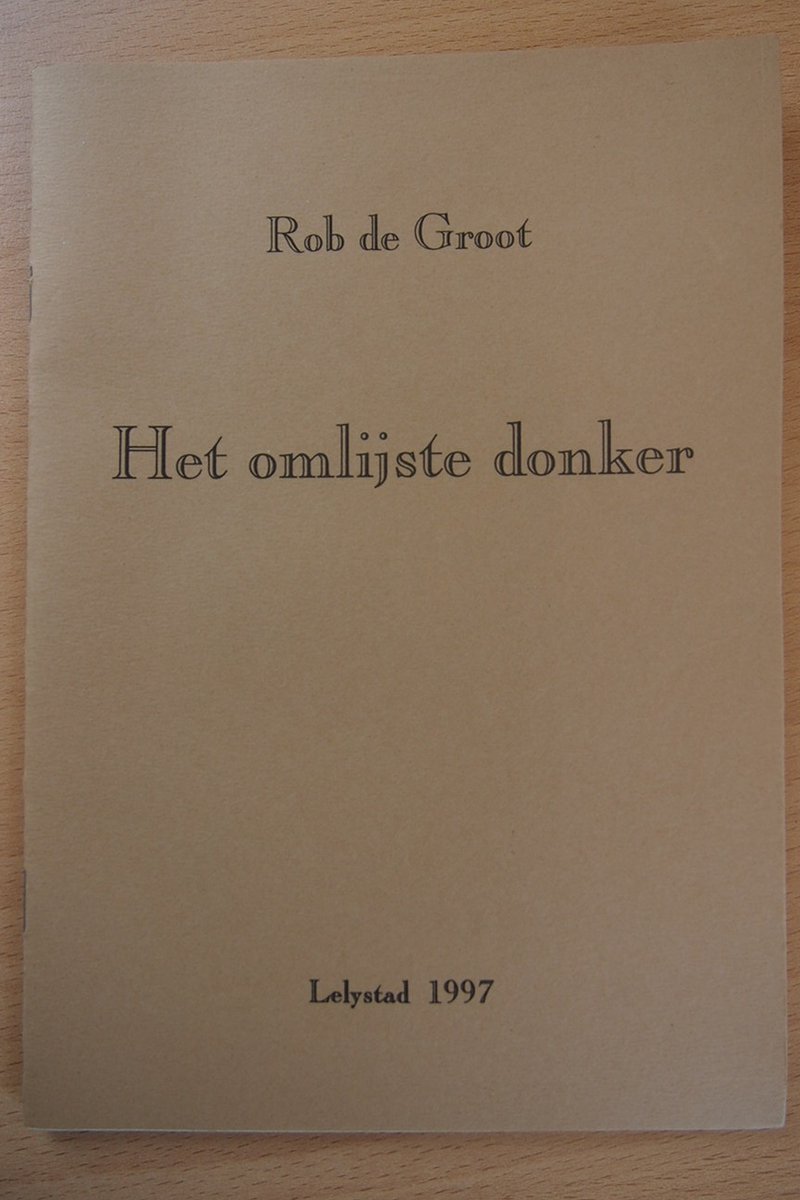 Rob de Groot
Het omlijste donker
Lelystad 1997